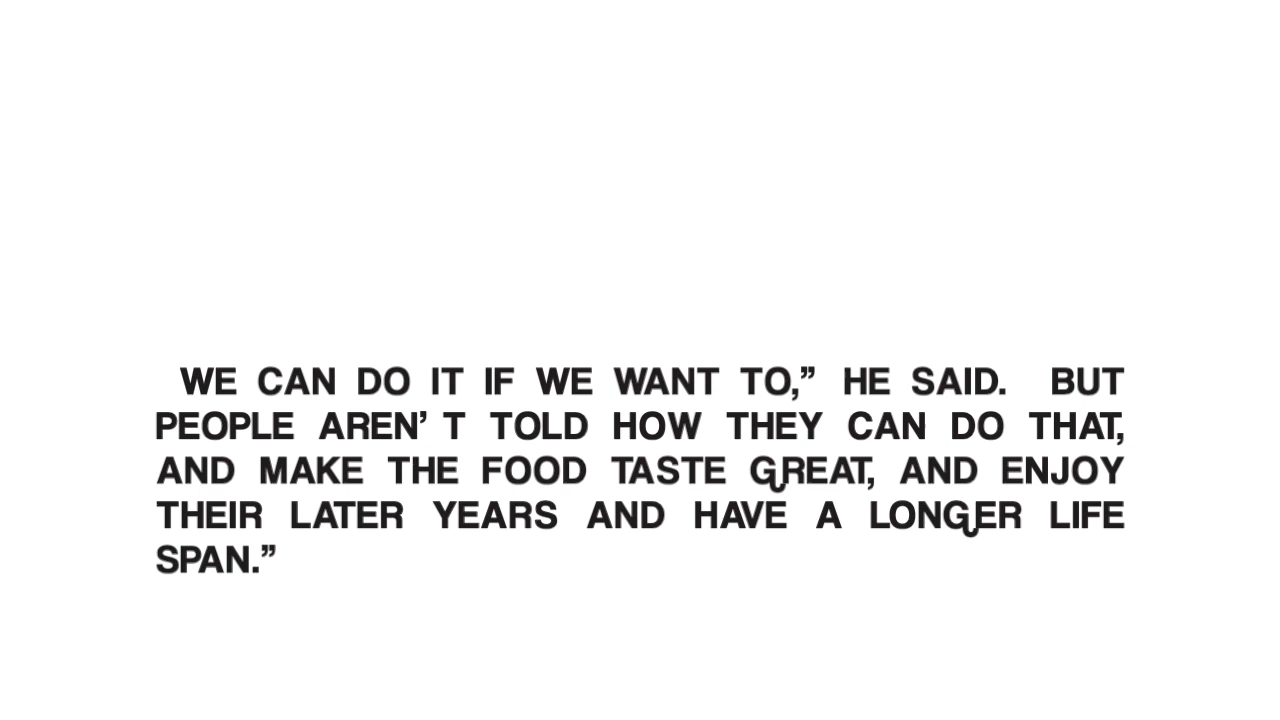 WE CAN DO IT IF WE WANT TO,” HE SAID. BUT
PEOPLE AREN’ T TOLD HOW THEY CAN DO THAT,
AND MAKE THE FOOD TASTE GREAT, AND ENJOY
THEIR LATER YEARS AND HAVE A LONGER LIFE
SPAN.”